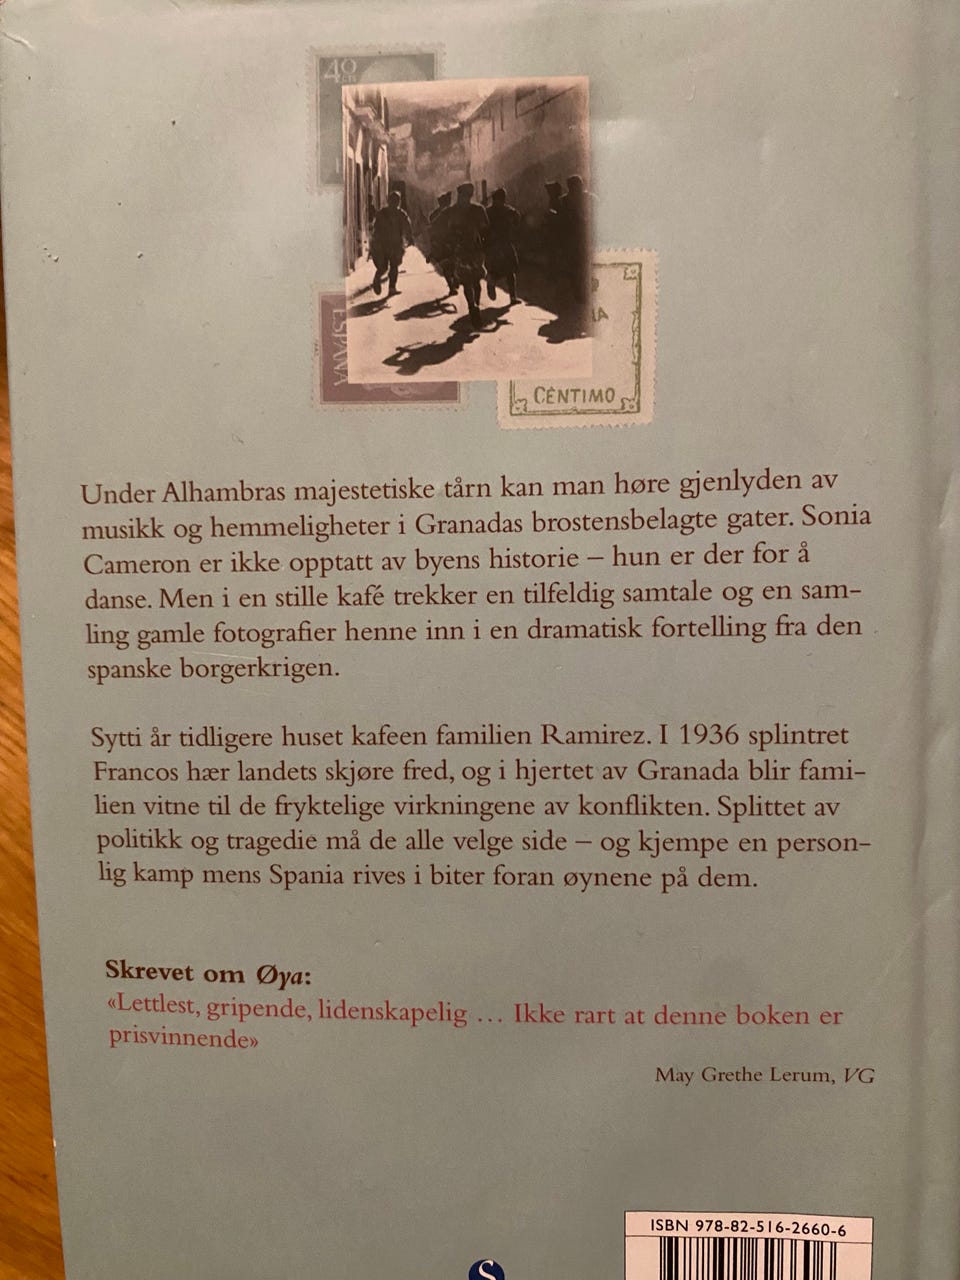 40
CTS
ESPAÑA
CÉNTIMO
Under Alhambras majestetiske tårn kan man høre gjenlyden av
musikk og hemmeligheter i Granadas brostensbelagte gater. Sonia
Cameron er ikke opptatt av byens historie – hun er der for å
danse. Men i en stille kafé trekker en tilfeldig samtale og en sam-
ling gamle fotografier henne inn i en dramatisk fortelling fra den
spanske borgerkrigen.
Sytti år tidligere huset kafeen familien Ramirez. I 1936 splintret
Francos hær landets skjøre fred, og i hjertet av Granada blir fami-
lien vitne til de fryktelige virkningene av konflikten. Splittet av
politikk og tragedie må de alle velge side – og kjempe en person-
lig kamp mens Spania rives i biter foran øynene på dem.
Skrevet om Øya:
«Lettlest, gripende, lidenskapelig … Ikke rart at denne boken er
prisvinnende»
May Grethe Lerum, VG
ISBN 978-82-516-2660-6
S